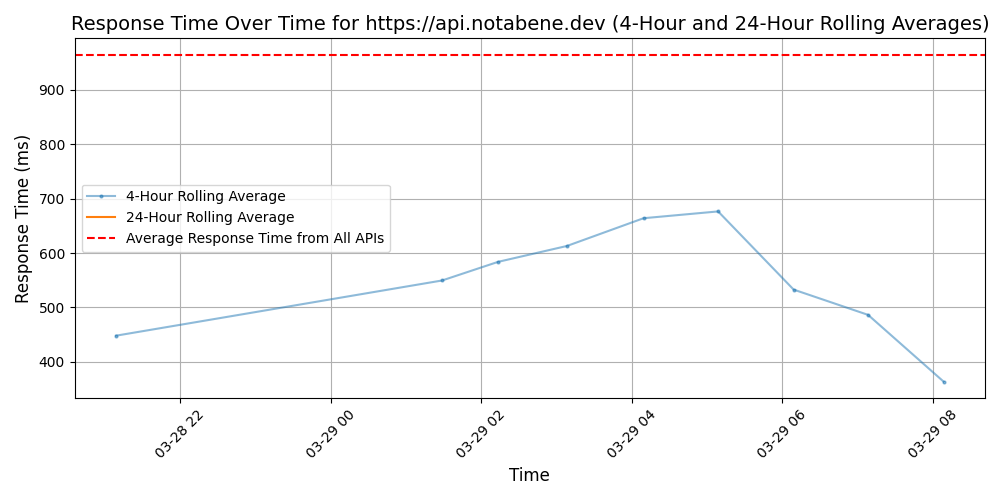 Response Time Over Time for https://api.notabene.dev (4-Hour and 24-Hour Rolling Averages)
Response Time (ms)
900
800
700
600
500
400
4-Hour Rolling Average
24-Hour Rolling Average
Average Response Time from All APIs
03-28 22
03-29 00
03-29 02
03-29 04
03-29 06
03-29 08
Time